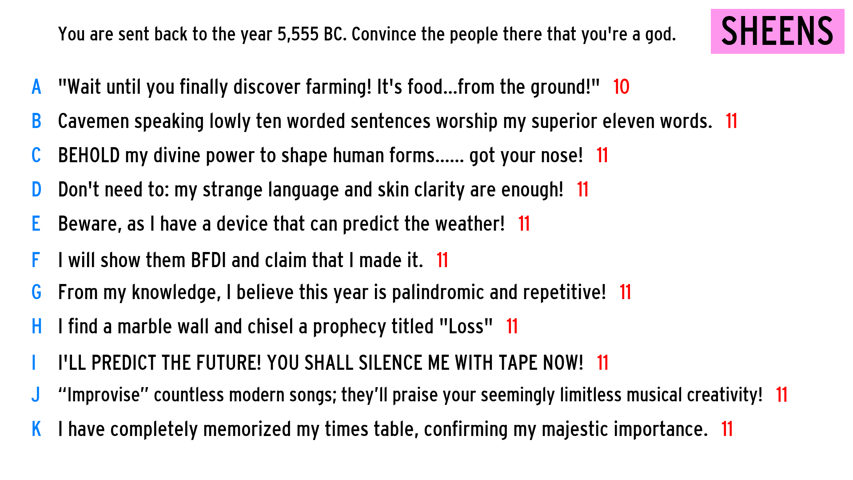 You are sent back to the year 5,555 BC. Convince the people there that you're a god.
SHEENS
A "Wait until you finally discover farming! It's food...from the ground!" 10
B Cavemen speaking lowly ten worded sentences worship my superior eleven words. 11
C BEHOLD my divine power to shape human forms...... got your nose! 11
D Don't need to: my strange language and skin clarity are enough! 11
E Beware, as I have a device that can predict the weather! 11
F I will show them BFDI and claim that I made it. 11
G From my knowledge, I believe this year is palindromic and repetitive! 11
H I find a marble wall and chisel a prophecy titled "Loss" 11
I I'LL PREDICT THE FUTURE! YOU SHALL SILENCE ME WITH TAPE NOW! 11
J “Improvise” countless modern songs; they’ll praise your seemingly limitless musical creativity! 11
K I have completely memorized my times table, confirming my majestic importance. 11